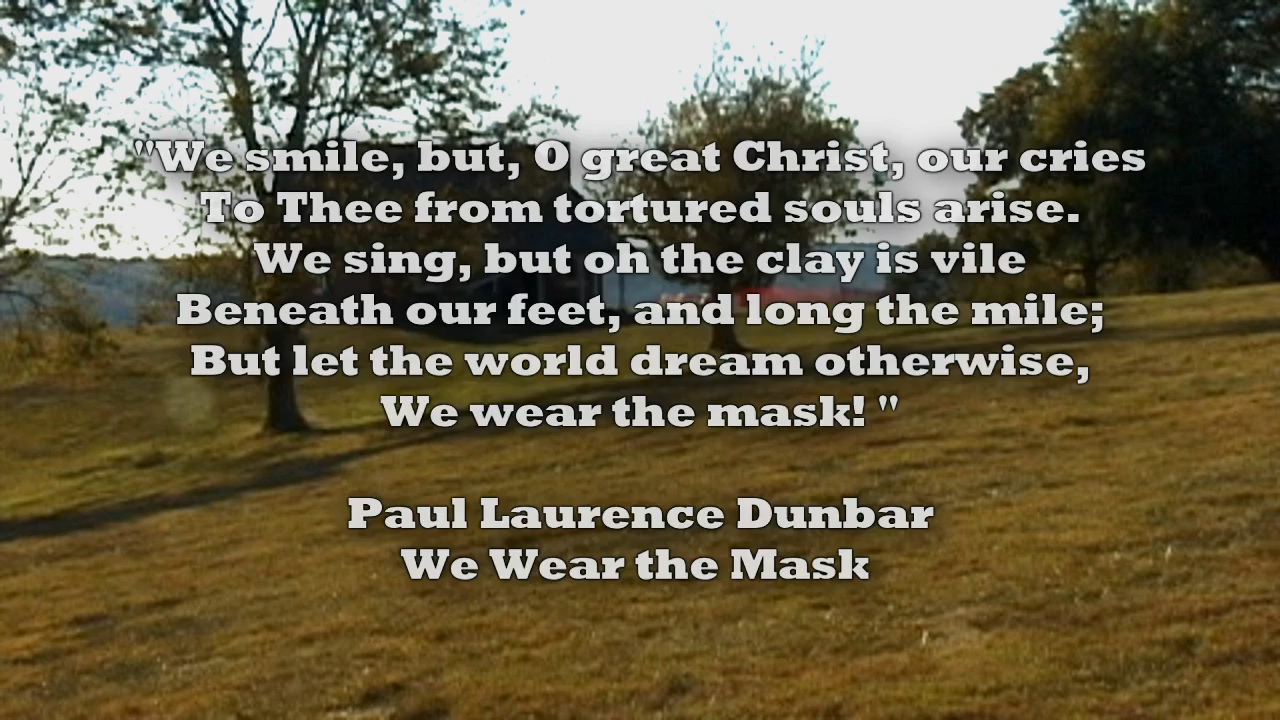 "We smile, but, O great Christ, our cries
To Thee from tortured souls arise.
We sing, but oh the clay is vile
Beneath our feet, and long the mile;
But let the world dream otherwise,
We wear the mask! "
Paul Laurence Dunbar
We Wear the Mask